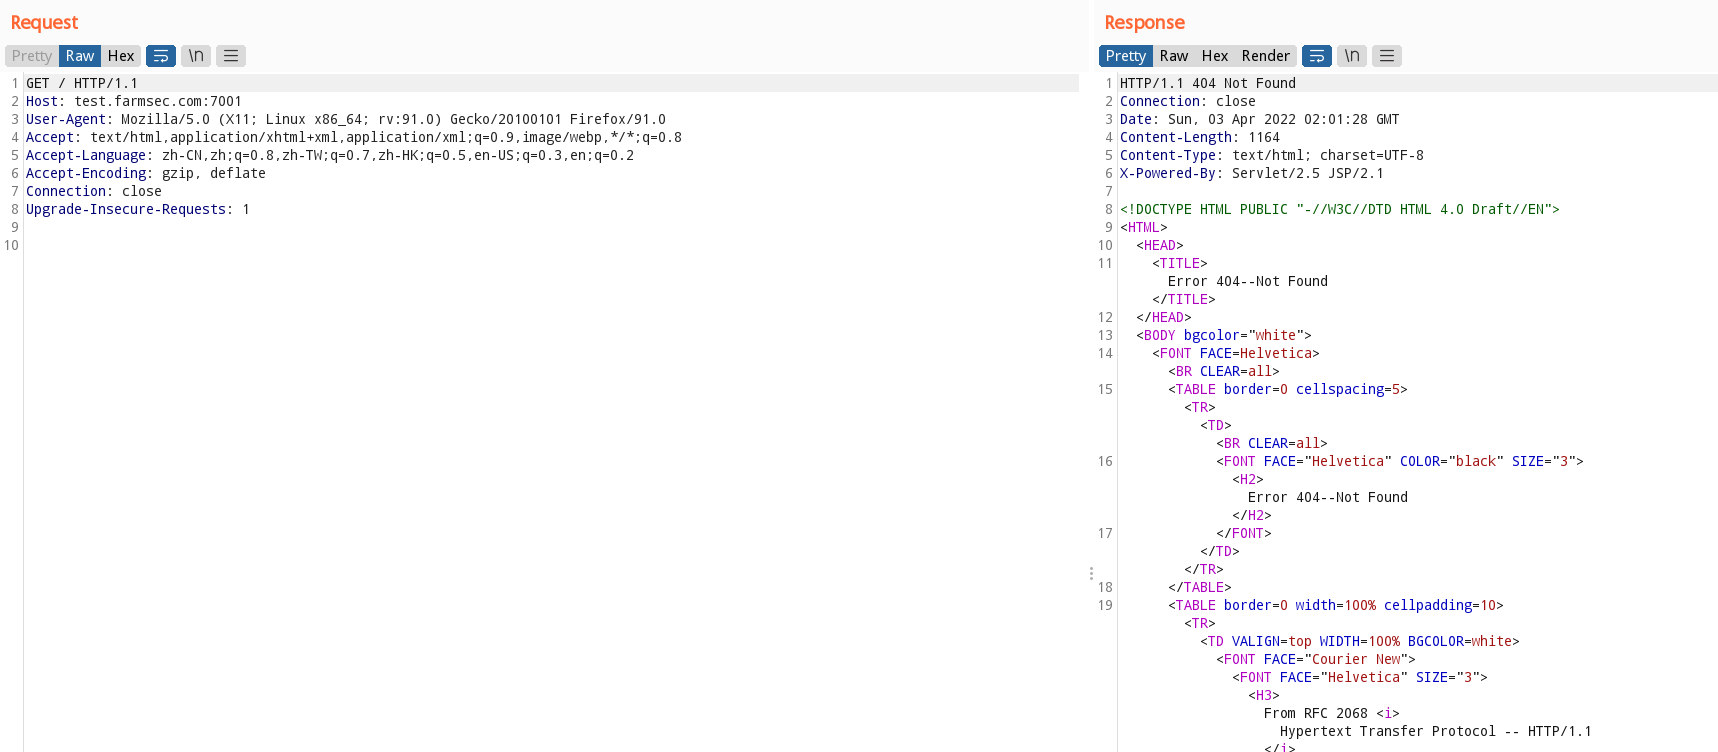 Request
Pretty Raw Hex \n
1 GET / HTTP/1.1
2 Host: test.farmsec.com:7001
3 User-Agent: Mozilla/5.0 (X11; Linux x86_64; rv:91.0) Gecko/20100101 Firefox/91.0
4 Accept: text/html,application/xhtml+xml,application/xml;q=0.9,image/webp,*/*;q=0.8
5 Accept-Language: zh-CN,zh;q=0.8,zh-TW;q=0.7,zh-HK;q=0.5,en-US;q=0.3,en;q=0.2
6 Accept-Encoding: gzip, deflate
7 Connection: close
8 Upgrade-Insecure-Requests: 1
9
10
Response
Pretty Raw Hex Render \n
1 HTTP/1.1 404 Not Found
2 Connection: close
3 Date: Sun, 03 Apr 2022 02:01:28 GMT
4 Content-Length: 1164
5 Content-Type: text/html; charset=UTF-8
6 X-Powered-By: Servlet/2.5 JSP/2.1
7
8 <!DOCTYPE HTML PUBLIC "-//W3C//DTD HTML 4.0 Draft//EN">
9 <HTML>
10 <HEAD>
11 <TITLE>
Error 404--Not Found
</TITLE>
12 </HEAD>
13 <BODY bgcolor="white">
14 <FONT FACE=Helvetica>
<BR CLEAR=all>
15 <TABLE border=0 cellspacing=5>
<TR>
<TD>
<BR CLEAR=all>
16 <FONT FACE="Helvetica" COLOR="black" SIZE="3">
<H2>
Error 404--Not Found
</H2>
17 </FONT>
</TD>
</TR>
18 </TABLE>
19 <TABLE border=0 width=100% cellpadding=10>
<TR>
<TD VALIGN=top WIDTH=100% BGCOLOR=white>
<FONT FACE="Courier New">
<FONT FACE="Helvetica" SIZE="3">
<H3>
From RFC 2068 <i>
Hypertext Transfer Protocol -- HTTP/1.1
</i>